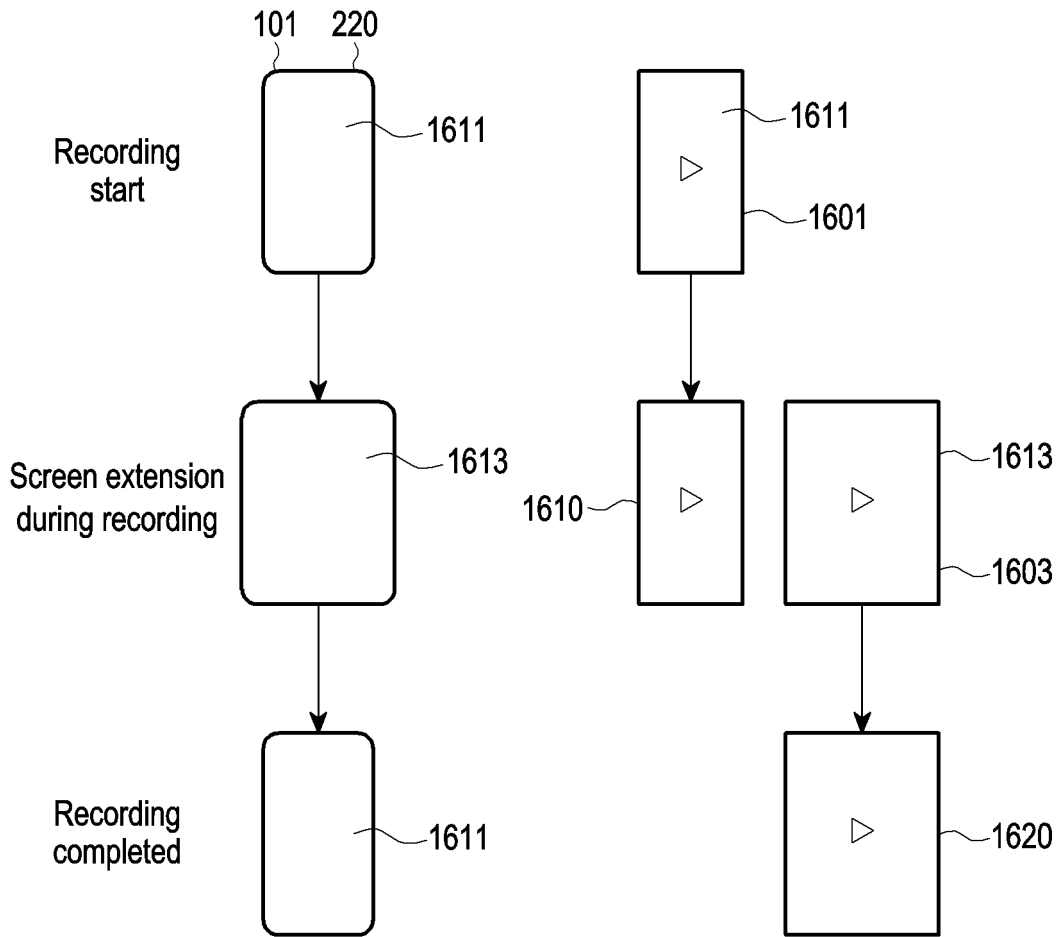 101 220
1611
1611
Recording
start
1601
1613
1613
Screen extension
during recording
1610
1603
Recording
completed
1611
1620